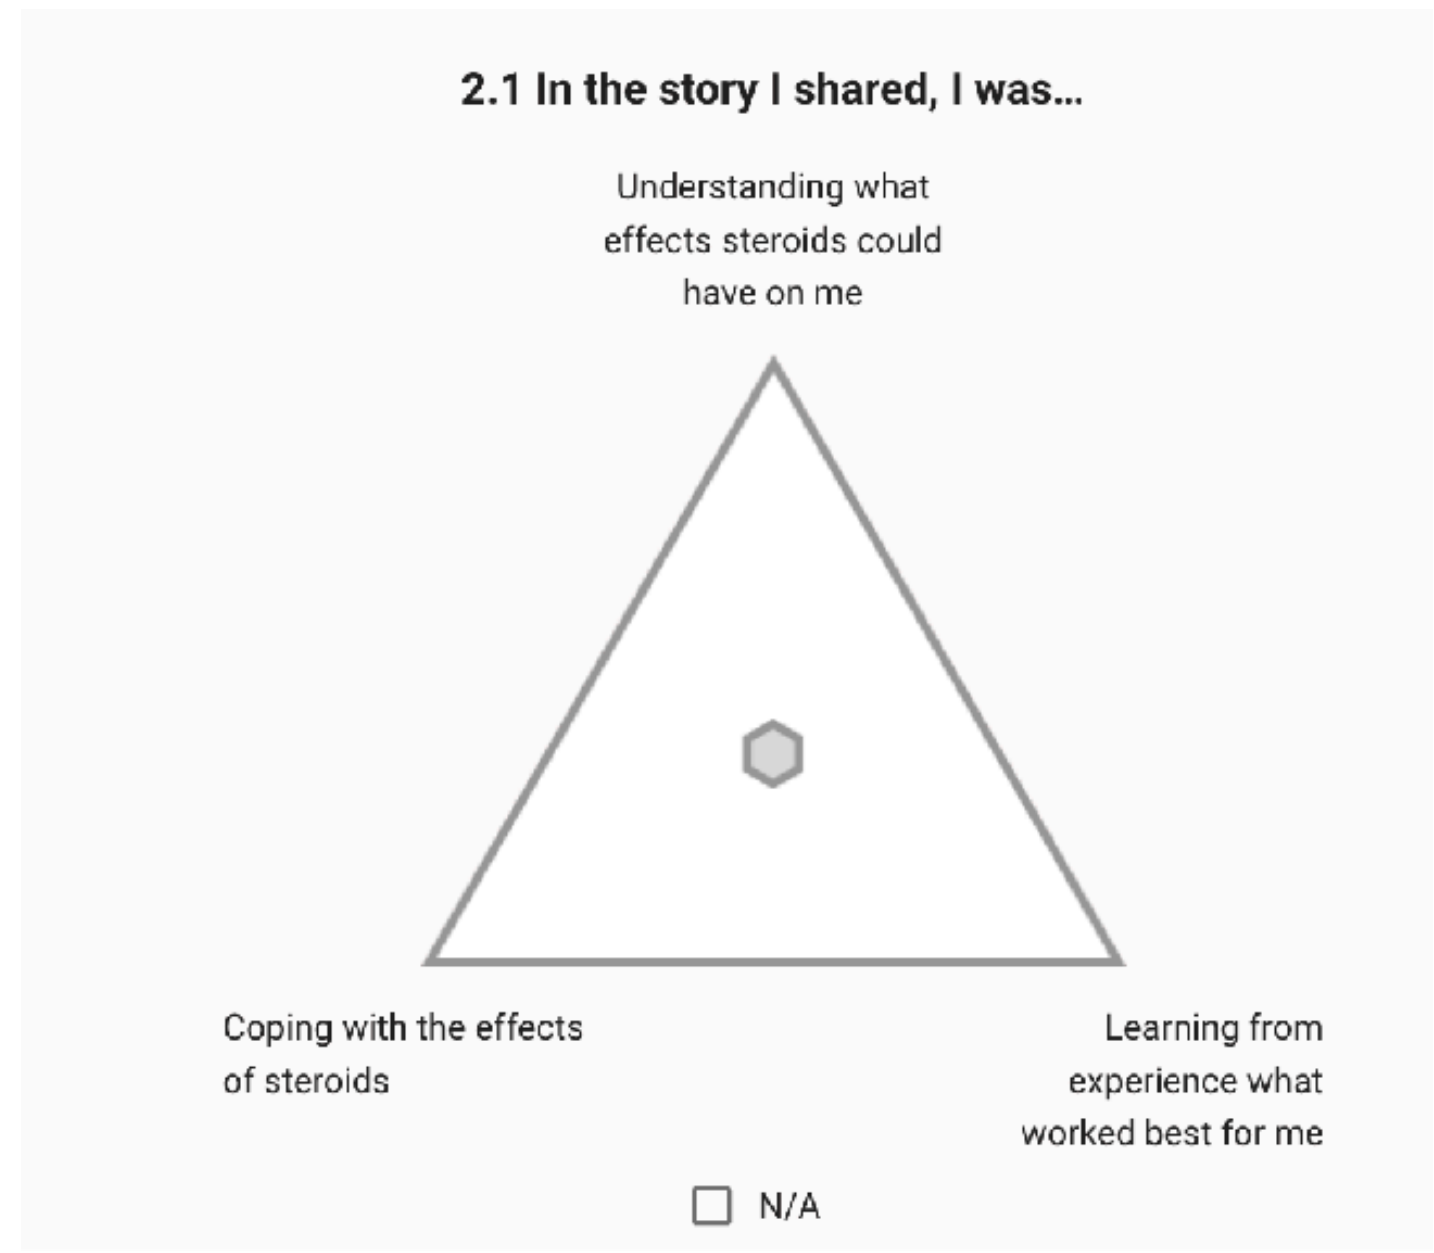 2.1 In the story I shared, I was...
Understanding what
effects steroids could
have on me
Coping with the effects
of steroids
Learning from
experience what
worked best for me
N/A